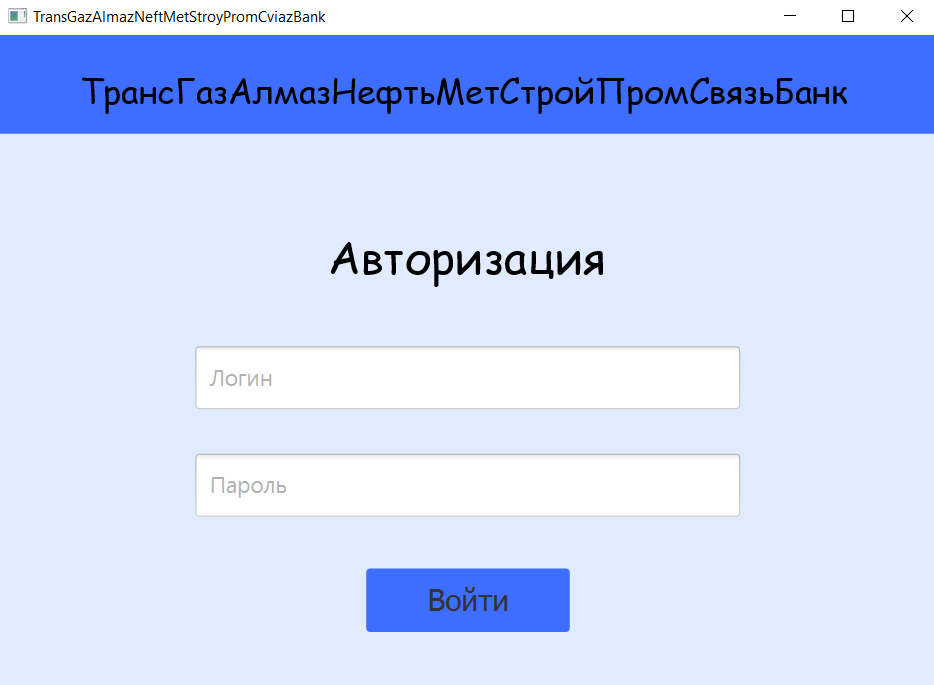 TransGazAlmazNeftMetStroyPromCviazBank
ТрансГазАлмазНефтьМетСтройПромСвязьБанк
Авторизация
Логин
Пароль
Войти